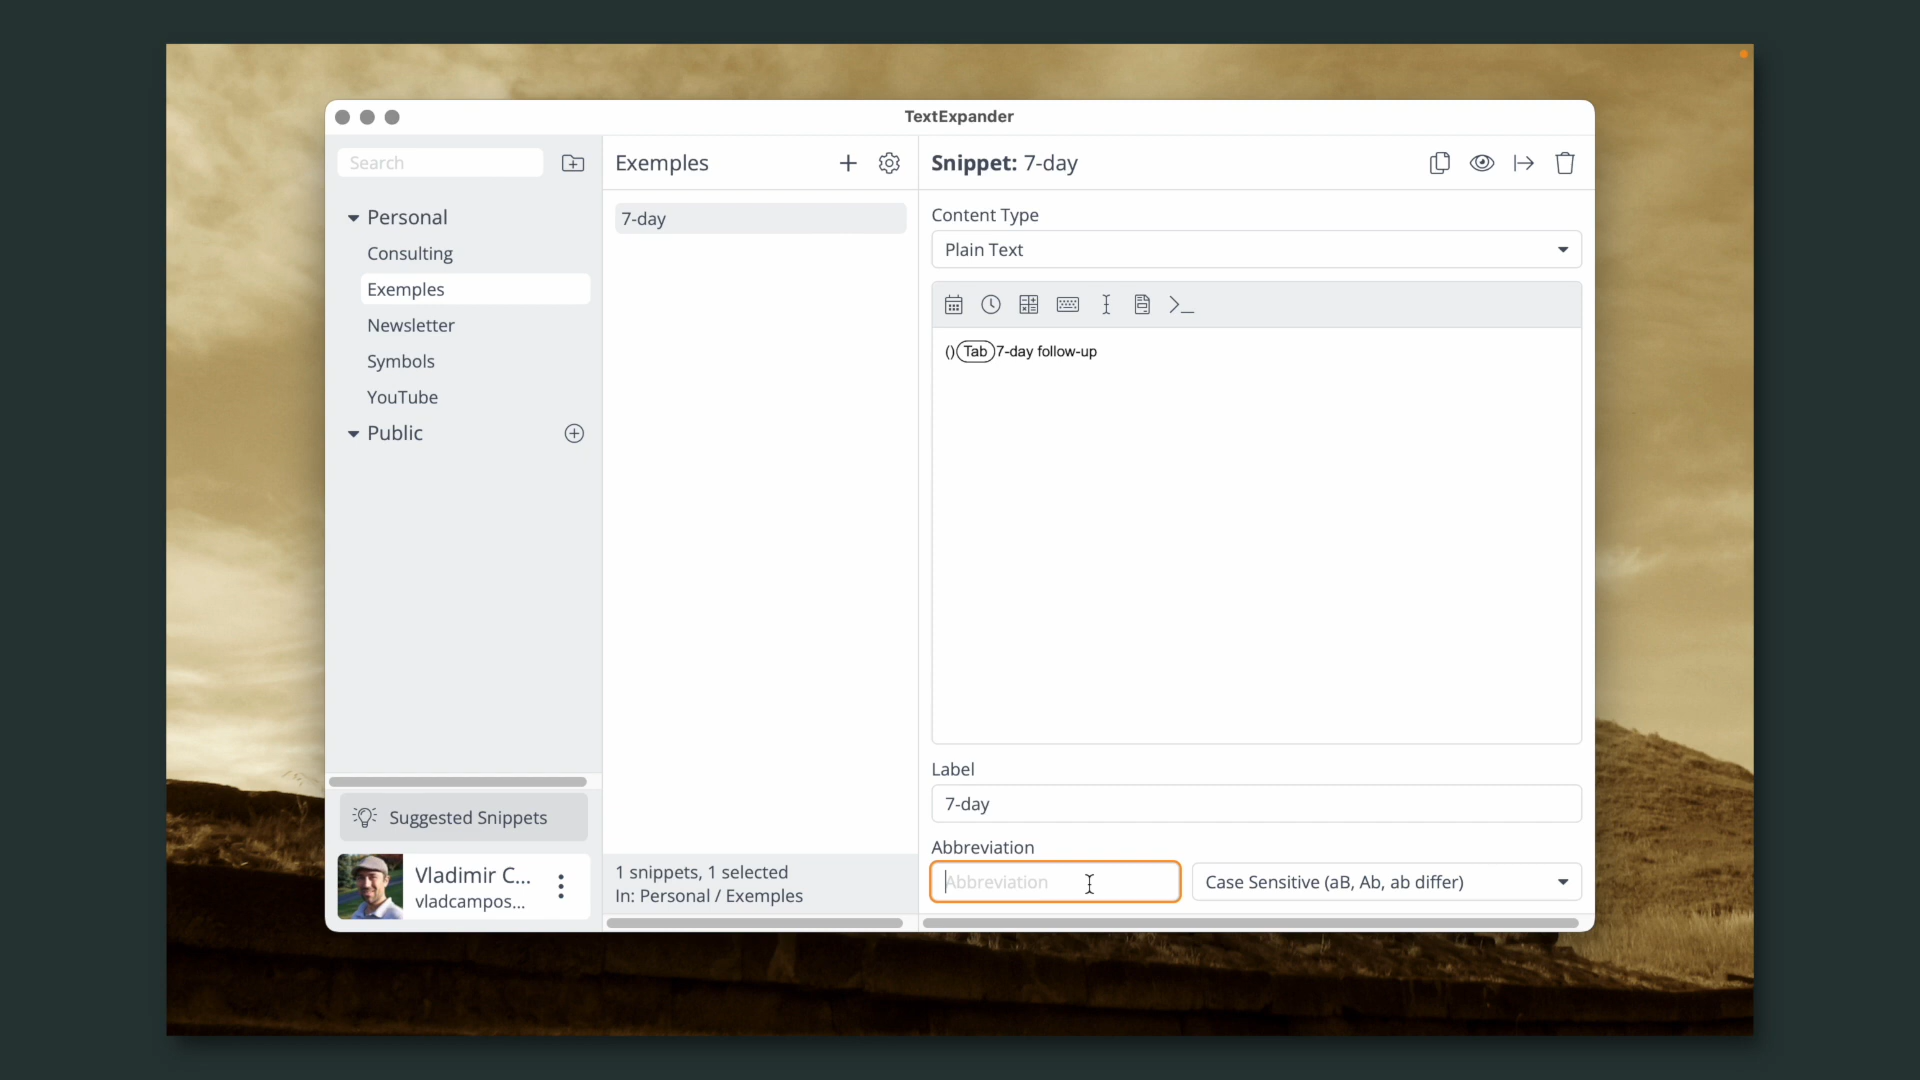 TextExpander
Search
Personal
Consulting
Exemples
Newsletter
Symbols
YouTube
Public
Suggested Snippets
Vladimir C...
vladcampos...
Exemples
7-day
1 snippets, 1 selected
In: Personal / Exemples
Snippet: 7-day
Content Type
Plain Text
()Tab7-day follow-up
Label
7-day
Abbreviation
Abbreviation
Case Sensitive (aB, Ab, ab differ)